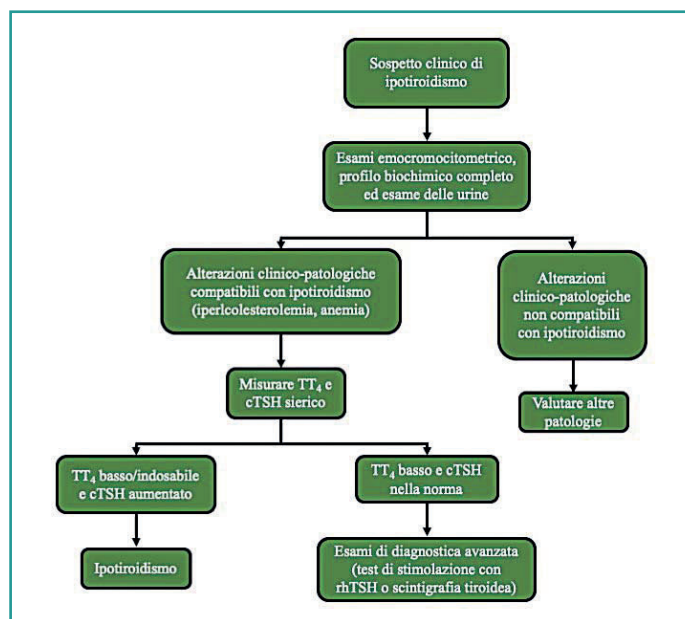 Sospetto clinico di
ipotiroidismo
Esami emocromocitometrico,
profilo biochimico completo
ed esame delle urine
Alterazioni clinico-patologiche
compatibili con ipotiroidismo
(iperlcolesterolemia, anemia)
Alterazioni
clinico-patologiche
non compatibili
con ipotiroidismo
Misurare TT₄ e
cTSH sierico
Valutare altre
patologie
TT₄ basso/indosabile
e cTSH aumentato
TT₄ basso e cTSH
nella norma
Ipotiroidismo
Esami di diagnostica avanzata
(test di stimolazione con
rhTSH o scintigrafia tiroidea)